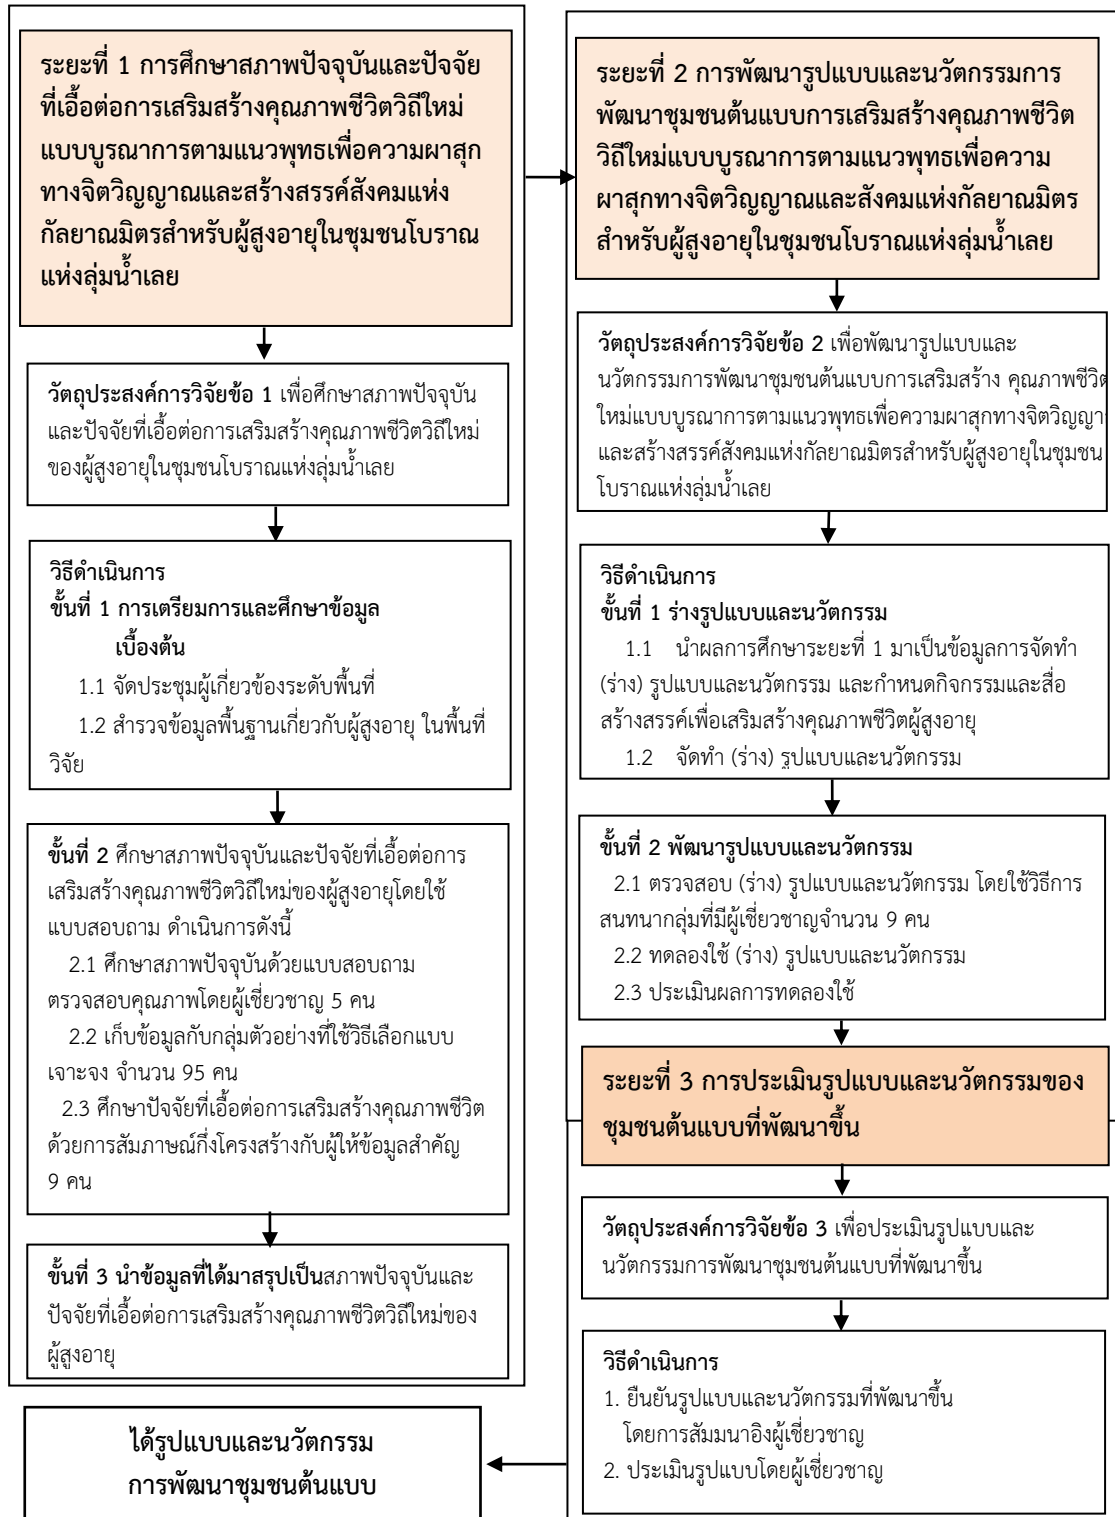 ระยะที่ 1 การศึกษาสภาพปัจจุบันและปัจจัย
ที่เอื้อต่อการเสริมสร้างคุณภาพชีวิตวิถีใหม่
แบบบูรณาการตามแนวพุทธเพื่อความผาสุก
ทางจิตวิญญาณและสร้างสรรค์สังคมแห่ง
กัลยาณมิตรสำหรับผู้สูงอายุในชุมชนโบราณ
แห่งลุ่มน้ำเลย
วัตถุประสงค์การวิจัยข้อ 1 เพื่อศึกษาสภาพปัจจุบัน
และปัจจัยที่เอื้อต่อการเสริมสร้างคุณภาพชีวิตวิถีใหม่
ของผู้สูงอายุในชุมชนโบราณแห่งลุ่มน้ำเลย
วิธีดำเนินการ
ขั้นที่ 1 การเตรียมการและศึกษาข้อมูล
เบื้องต้น
1.1 จัดประชุมผู้เกี่ยวข้องระดับพื้นที่
1.2 สำรวจข้อมูลพื้นฐานเกี่ยวกับผู้สูงอายุ ในพื้นที่
วิจัย
ขั้นที่ 2 ศึกษาสภาพปัจจุบันและปัจจัยที่เอื้อต่อการ
เสริมสร้างคุณภาพชีวิตวิถีใหม่ของผู้สูงอายุโดยใช้
แบบสอบถาม ดำเนินการดังนี้
2.1 ศึกษาสภาพปัจจุบันด้วยแบบสอบถาม
ตรวจสอบคุณภาพโดยผู้เชี่ยวชาญ 5 คน
2.2 เก็บข้อมูลกับกลุ่มตัวอย่างที่ใช้วิธีเลือกแบบ
เจาะจง จำนวน 95 คน
2.3 ศึกษาปัจจัยที่เอื้อต่อการเสริมสร้างคุณภาพชีวิต
ด้วยการสัมภาษณ์กึ่งโครงสร้างกับผู้ให้ข้อมูลสำคัญ
9 คน
ขั้นที่ 3 นำข้อมูลที่ได้มาสรุปเป็นสภาพปัจจุบันและ
ปัจจัยที่เอื้อต่อการเสริมสร้างคุณภาพชีวิตวิถีใหม่ของ
ผู้สูงอายุ
ระยะที่ 2 การพัฒนารูปแบบและนวัตกรรมการ
พัฒนาชุมชนต้นแบบการเสริมสร้างคุณภาพชีวิต
วิถีใหม่แบบบูรณาการตามแนวพุทธเพื่อความ
ผาสุกทางจิตวิญญาณและสังคมแห่งกัลยาณมิตร
สำหรับผู้สูงอายุในชุมชนโบราณแห่งลุ่มน้ำเลย
วัตถุประสงค์การวิจัยข้อ 2 เพื่อพัฒนารูปแบบและ
นวัตกรรมการพัฒนาชุมชนต้นแบบการเสริมสร้าง คุณภาพชีวิต
ใหม่แบบบูรณาการตามแนวพุทธเพื่อความผาสุกทางจิตวิญญา
และสร้างสรรค์สังคมแห่งกัลยาณมิตรสำหรับผู้สูงอายุในชุมชน
โบราณแห่งลุ่มน้ำเลย
วิธีดำเนินการ
ขั้นที่ 1 ร่างรูปแบบและนวัตกรรม
1.1 นำผลการศึกษาระยะที่ 1 มาเป็นข้อมูลการจัดทำ
(ร่าง) รูปแบบและนวัตกรรม และกำหนดกิจกรรมและสื่อ
สร้างสรรค์เพื่อเสริมสร้างคุณภาพชีวิตผู้สูงอายุ
1.2 จัดทำ (ร่าง) รูปแบบและนวัตกรรม
ขั้นที่ 2 พัฒนารูปแบบและนวัตกรรม
2.1 ตรวจสอบ (ร่าง) รูปแบบและนวัตกรรม โดยใช้วิธีการ
สนทนากลุ่มที่มีผู้เชี่ยวชาญจำนวน 9 คน
2.2 ทดลองใช้ (ร่าง) รูปแบบและนวัตกรรม
2.3 ประเมินผลการทดลองใช้
ระยะที่ 3 การประเมินรูปแบบและนวัตกรรมของ
ชุมชนต้นแบบที่พัฒนาขึ้น
วัตถุประสงค์การวิจัยข้อ 3 เพื่อประเมินรูปแบบและ
นวัตกรรมการพัฒนาชุมชนต้นแบบที่พัฒนาขึ้น
วิธีดำเนินการ
1. ยืนยันรูปแบบและนวัตกรรมที่พัฒนาขึ้น
โดยการสัมมนาอิงผู้เชี่ยวชาญ
2. ประเมินรูปแบบโดยผู้เชี่ยวชาญ
ได้รูปแบบและนวัตกรรม
การพัฒนาชุมชนต้นแบบ